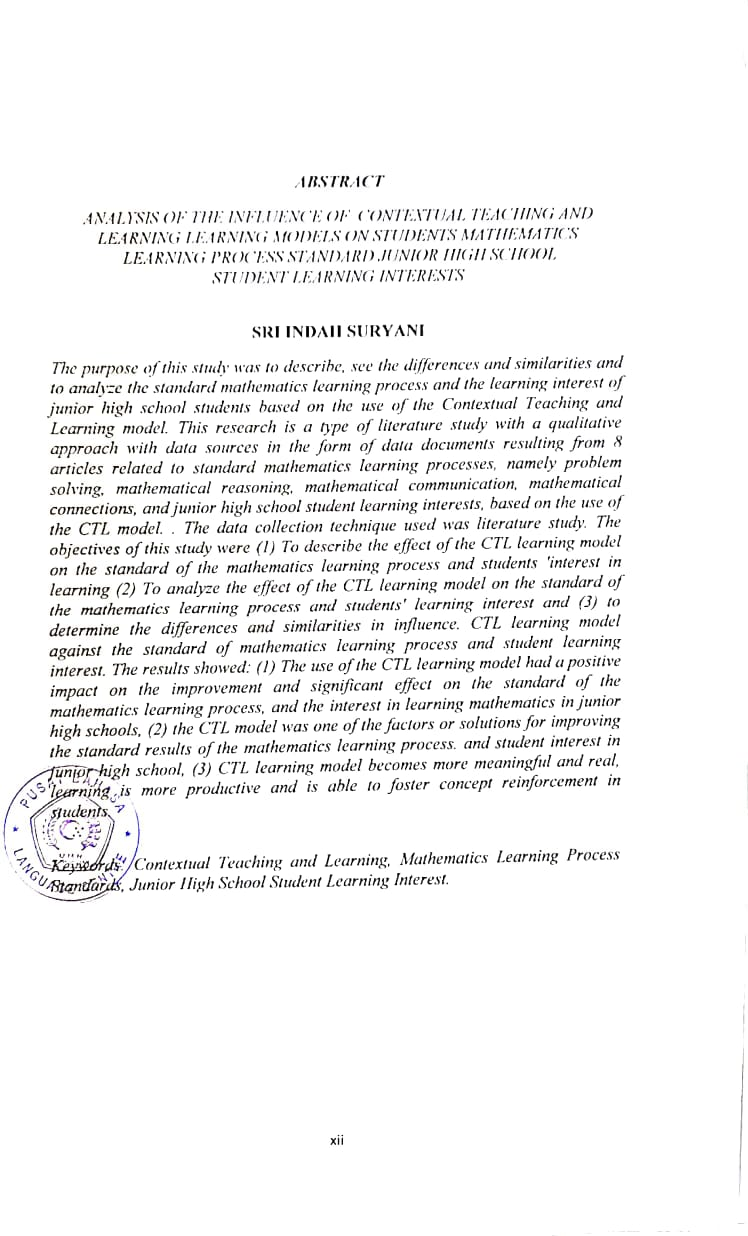 ABSTRACT
ANALYSIS OF THE INFLUENCE OF CONTEXTUAL TEACHING AND
LEARNING LEARNING MODELS ON STUDENTS MATHEMATICS
LEARNING PROCESS STANDARD JUNIOR HIGH SCHOOL
STUDENT LEARNING INTERESTS
SRI INDAH SURYANI
The purpose of this study was to describe, see the differences and similarities and
to analyze the standard mathematics learning process and the learning interest of
junior high school students based on the use of the Contextual Teaching and
Learning model. This research is a type of literature study with a qualitative
approach with data sources in the form of data documents resulting from 8
articles related to standard mathematics learning processes, namely problem
solving, mathematical reasoning, mathematical communication, mathematical
connections, and junior high school student learning interests, based on the use of
the CTL model. . The data collection technique used was literature study. The
objectives of this study were (1) To describe the effect of the CTL learning model
on the standard of the mathematics learning process and students 'interest in
learning (2) To analyze the effect of the CTL learning model on the standard of
the mathematics learning process and students' learning interest and (3) to
determine the differences and similarities in influence. CTL learning model
against the standard of mathematics learning process and student learning
interest. The results showed: (1) The use of the CTL learning model had a positive
impact on the improvement and significant effect on the standard of the
mathematics learning process, and the interest in learning mathematics in junior
high schools, (2) the CTL model was one of the factors or solutions for improving
the standard results of the mathematics learning process. and student interest in
junior high school, (3) CTL learning model becomes more meaningful and real,
learning is more productive and is able to foster concept reinforcement in
students.
Keywords: Contextual Teaching and Learning, Mathematics Learning Process
Standards, Junior High School Student Learning Interest.
PUSAT BAHASA
xii